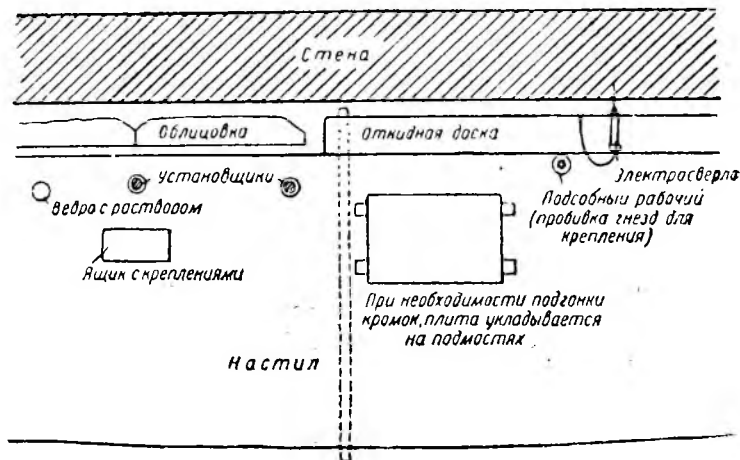 Стена
Облицовка
Откидная доска
Электросверла
Установщики
Ведро с раствором
Подсобный рабочий
(пробивка гнезд для
крепления)
Ящик с креплениями
При необходимости подгонки
кромок, плита укладывается
на подмостях
Настил